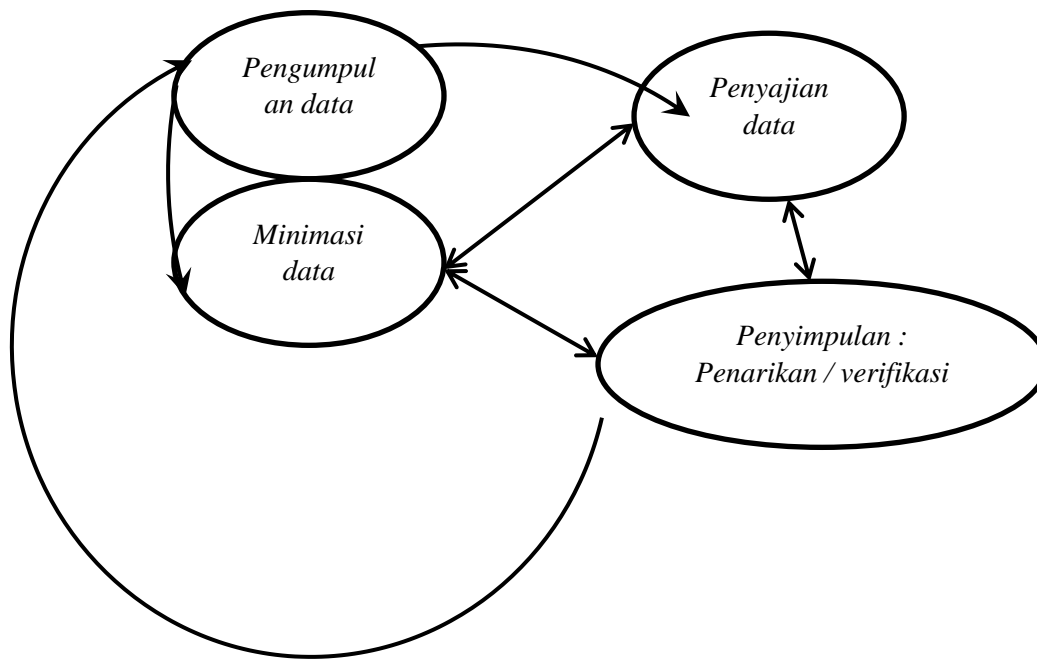 Pengumpul
an data
Penyajian
data
Minimasi
data
Penyimpulan :
Penarikan / verifikasi